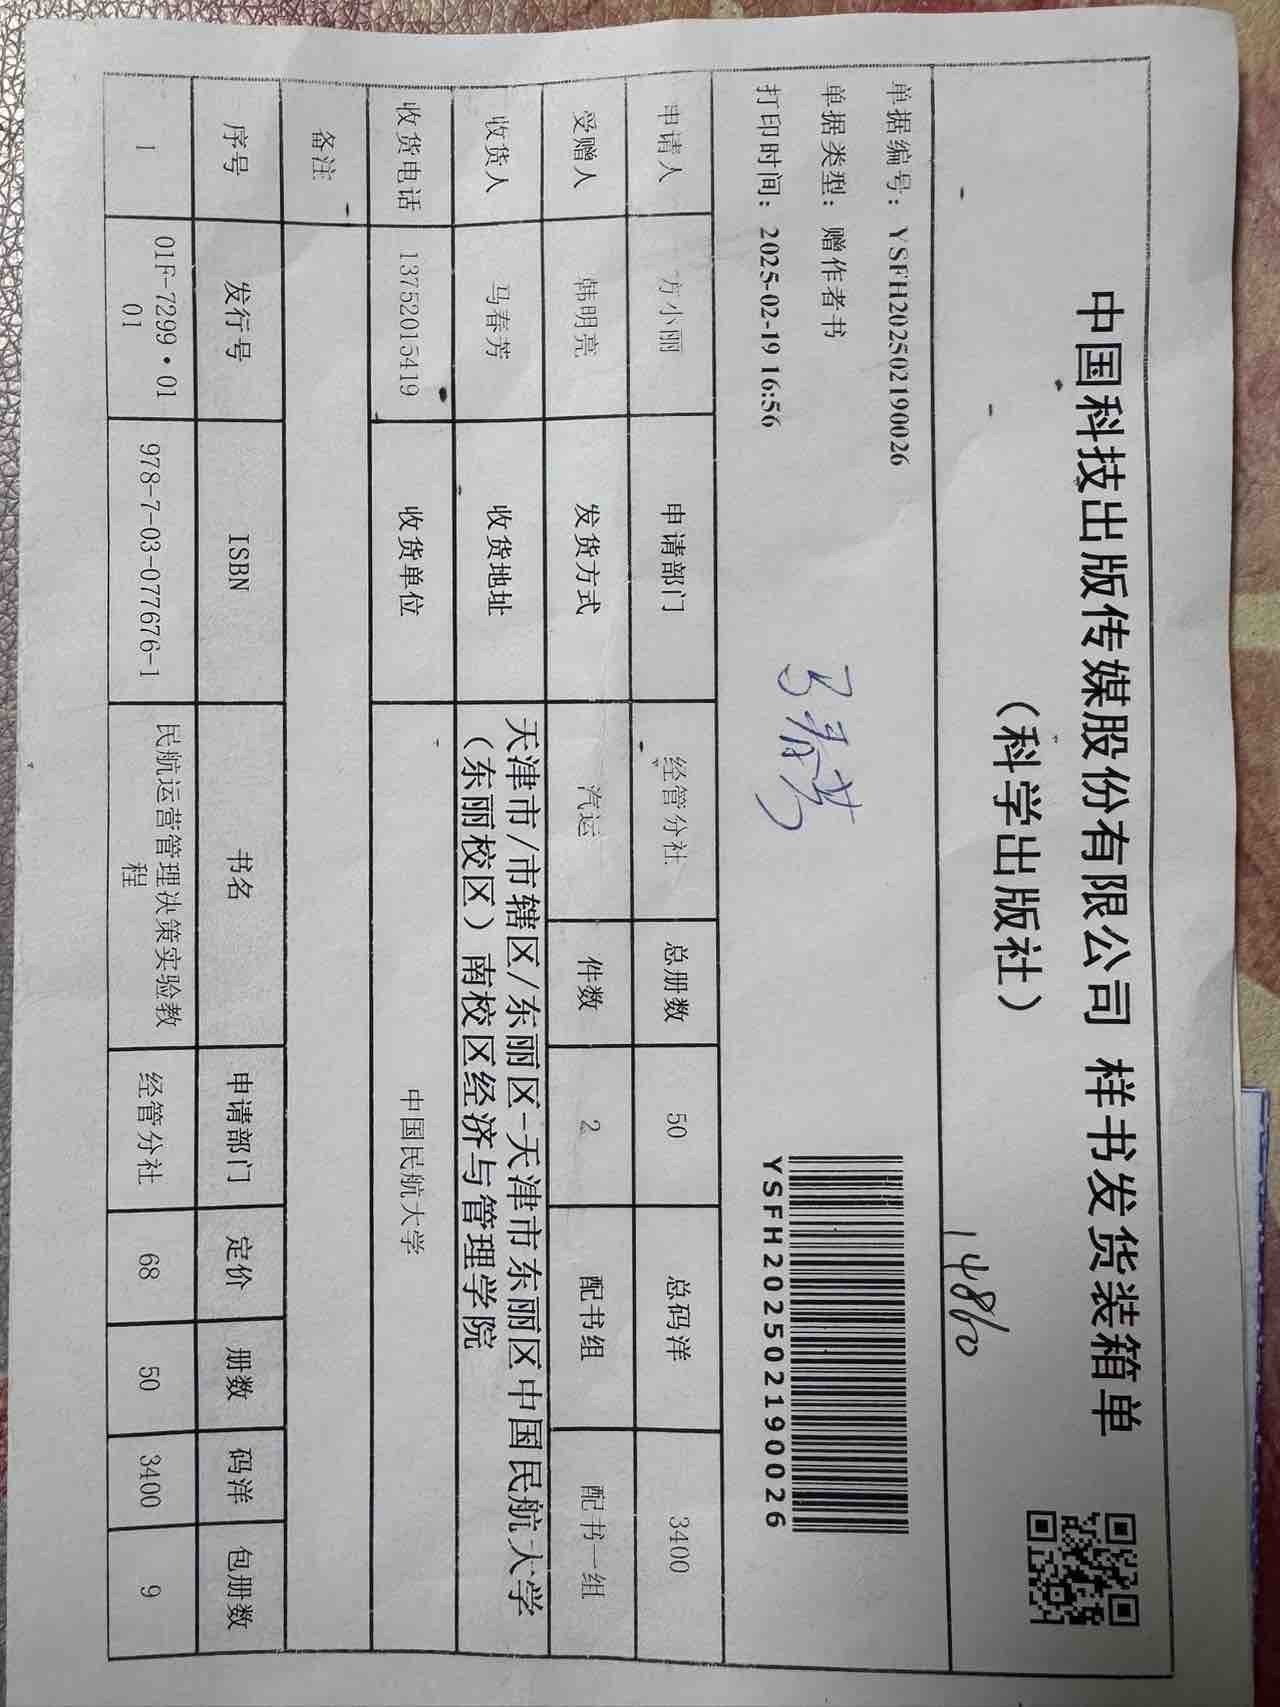 中国科技出版传媒股份有限公司 样书发货装箱单
（科学出版社）
1480
单据编号：YSFH202502190026
单据类型：赠作者书
打印时间：2025-02-19 16:56
马春芳
YSFH202502190026
申请人 方小丽 申请部门 经管分社 总册数 50 总码洋 3400
受赠人 韩明亮 发货方式 汽运 件数 2 配书组 配书一组
收货人 马春芳 收货地址 天津市/市辖区/东丽区-天津市东丽区中国民航大学
（东丽校区）南校区经济与管理学院
收货电话 13752015419 收货单位 中国民航大学
备注
序号 发行号 ISBN 书名 申请部门 定价 册数 码洋 包册数
1 01F-7299·01 978-7-03-077676-1 民航运营管理决策实验教 经管分社 68 50 3400 9
01 程